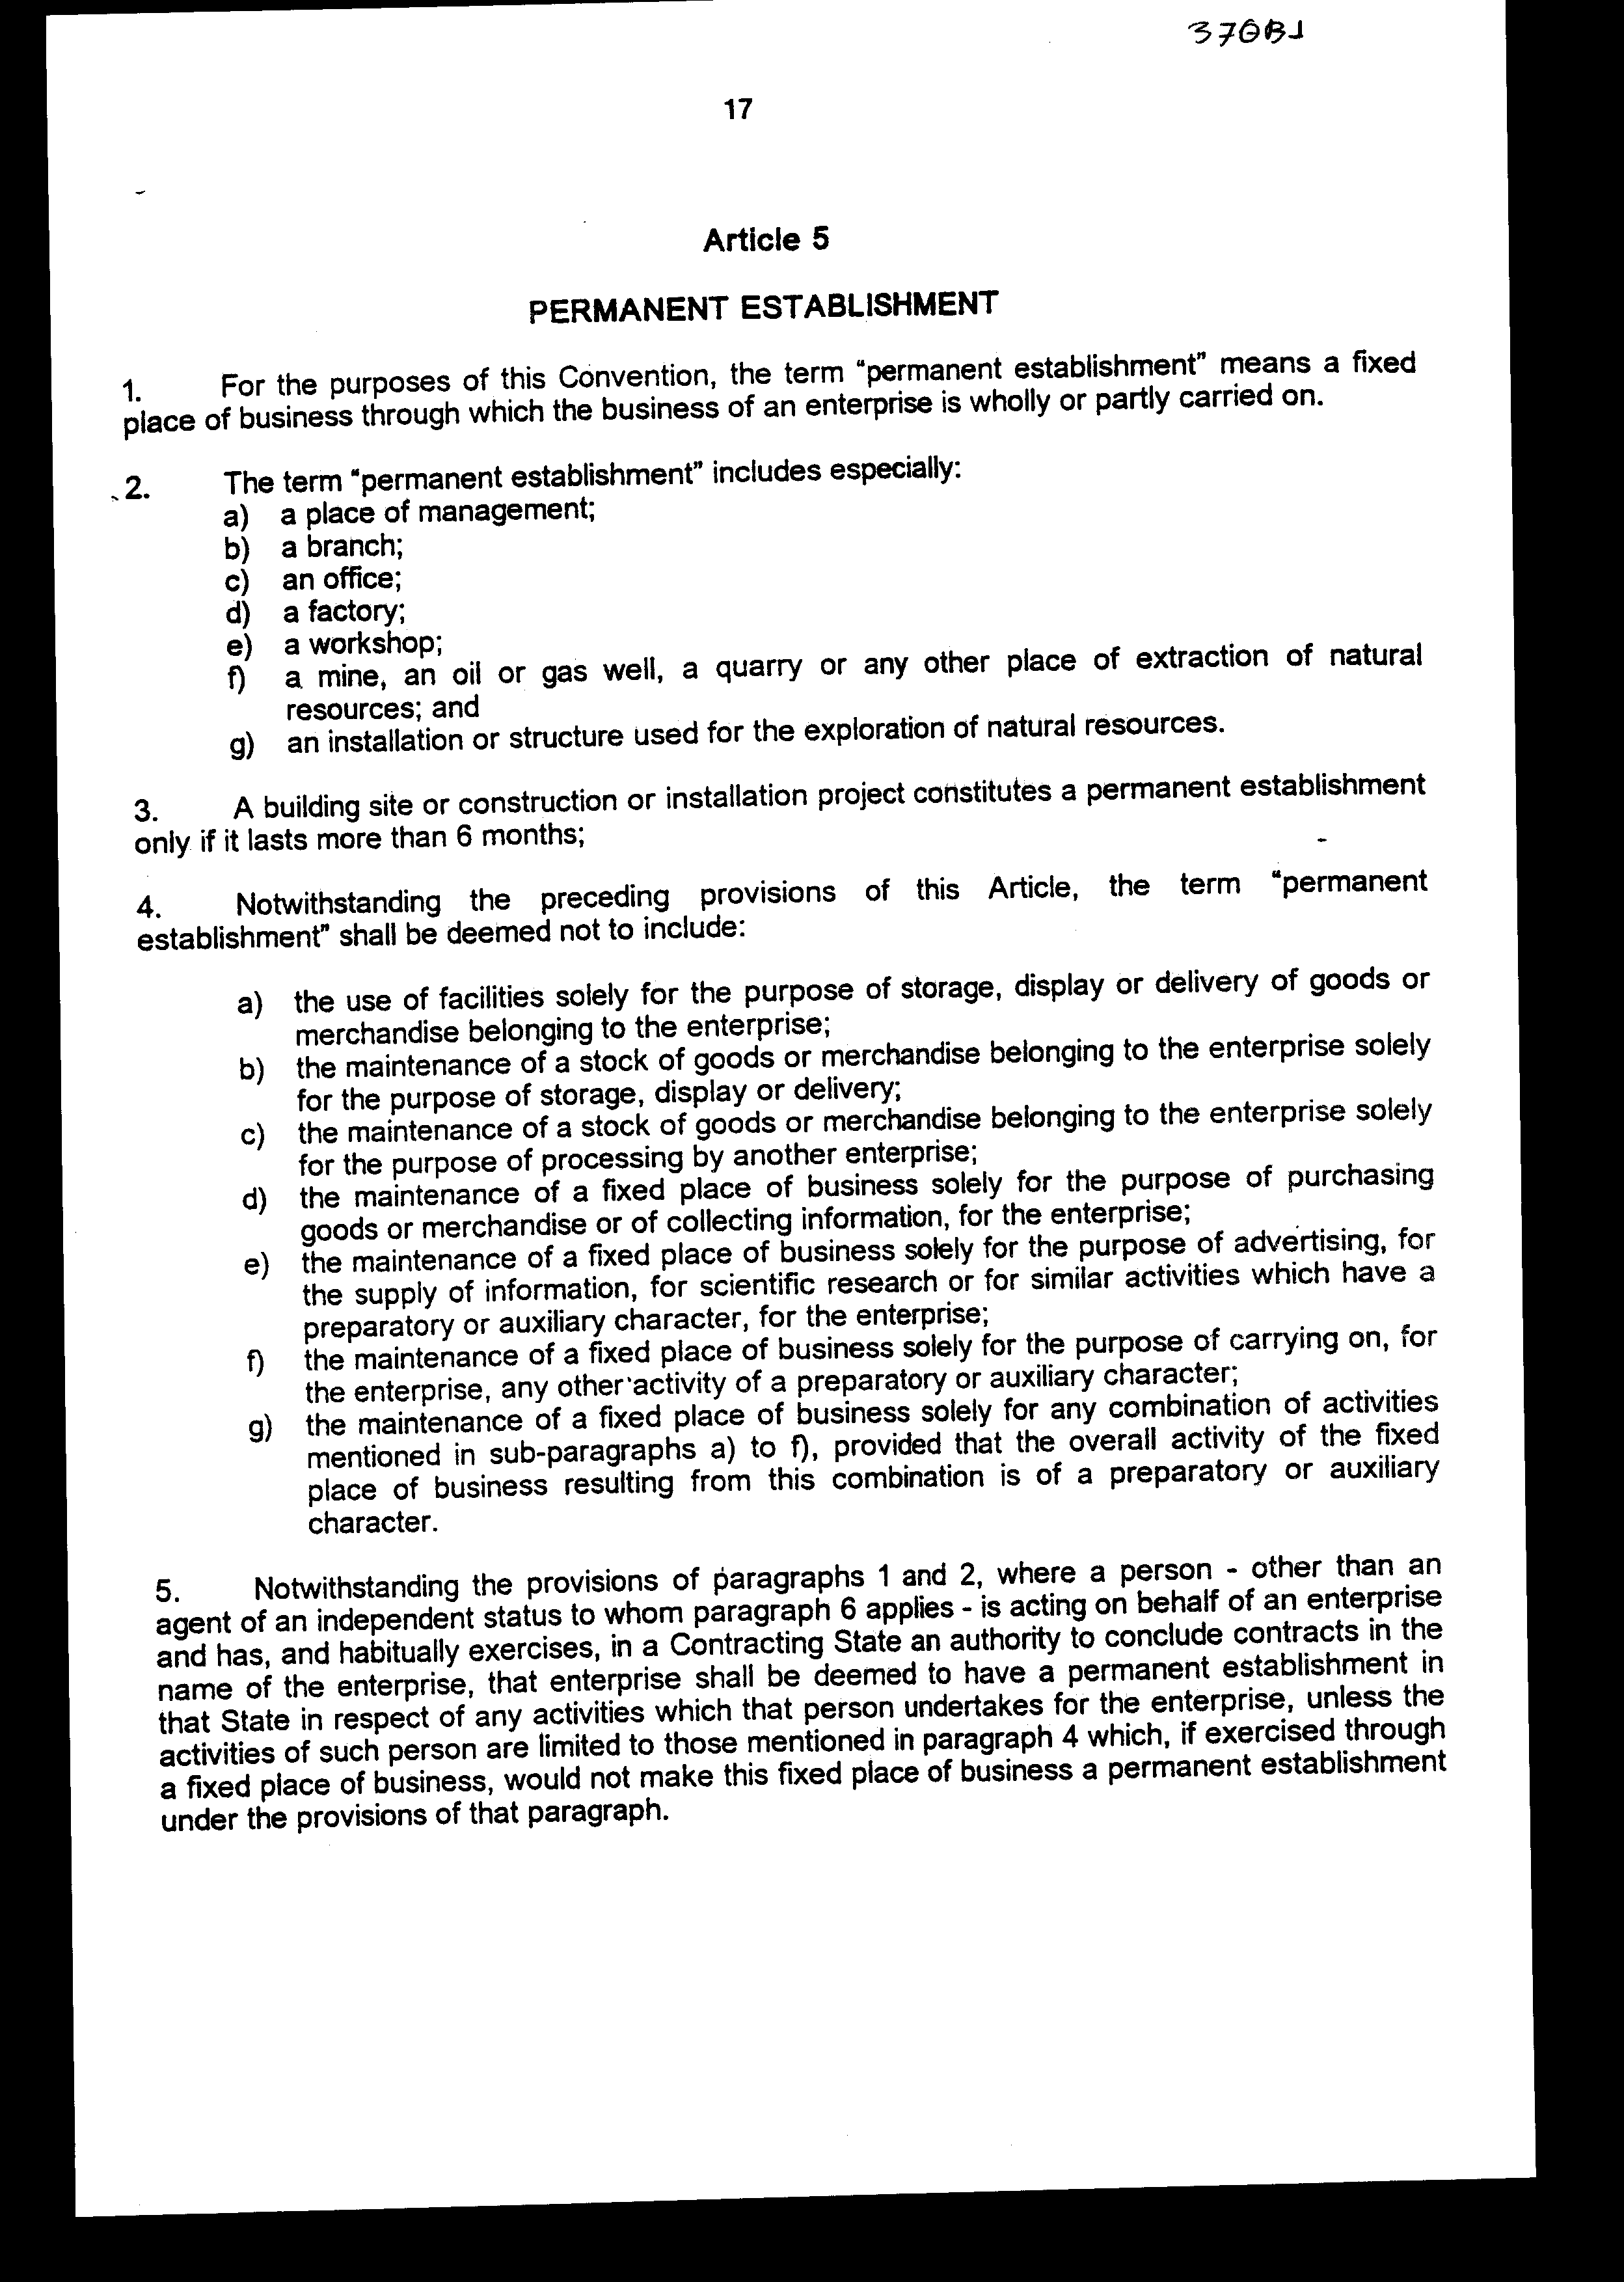 37GB1
17
Article 5
PERMANENT ESTABLISHMENT
1. For the purposes of this Convention, the term “permanent establishment” means a fixed
place of business through which the business of an enterprise is wholly or partly carried on.
2. The term “permanent establishment” includes especially:
a) a place of management;
b) a branch;
c) an office;
d) a factory;
e) a workshop;
f) a mine, an oil or gas well, a quarry or any other place of extraction of natural
resources; and
g) an installation or structure used for the exploration of natural resources.
3. A building site or construction or installation project constitutes a permanent establishment
only if it lasts more than 6 months;
4. Notwithstanding the preceding provisions of this Article, the term “permanent
establishment” shall be deemed not to include:
a) the use of facilities solely for the purpose of storage, display or delivery of goods or
merchandise belonging to the enterprise;
b) the maintenance of a stock of goods or merchandise belonging to the enterprise solely
for the purpose of storage, display or delivery;
c) the maintenance of a stock of goods or merchandise belonging to the enterprise solely
for the purpose of processing by another enterprise;
d) the maintenance of a fixed place of business solely for the purpose of purchasing
goods or merchandise or of collecting information, for the enterprise;
e) the maintenance of a fixed place of business solely for the purpose of advertising, for
the supply of information, for scientific research or for similar activities which have a
preparatory or auxiliary character, for the enterprise;
f) the maintenance of a fixed place of business solely for the purpose of carrying on, for
the enterprise, any other activity of a preparatory or auxiliary character;
g) the maintenance of a fixed place of business solely for any combination of activities
mentioned in sub-paragraphs a) to f), provided that the overall activity of the fixed
place of business resulting from this combination is of a preparatory or auxiliary
character.
5. Notwithstanding the provisions of paragraphs 1 and 2, where a person - other than an
agent of an independent status to whom paragraph 6 applies - is acting on behalf of an enterprise
and has, and habitually exercises, in a Contracting State an authority to conclude contracts in the
name of the enterprise, that enterprise shall be deemed to have a permanent establishment in
that State in respect of any activities which that person undertakes for the enterprise, unless the
activities of such person are limited to those mentioned in paragraph 4 which, if exercised through
a fixed place of business, would not make this fixed place of business a permanent establishment
under the provisions of that paragraph.